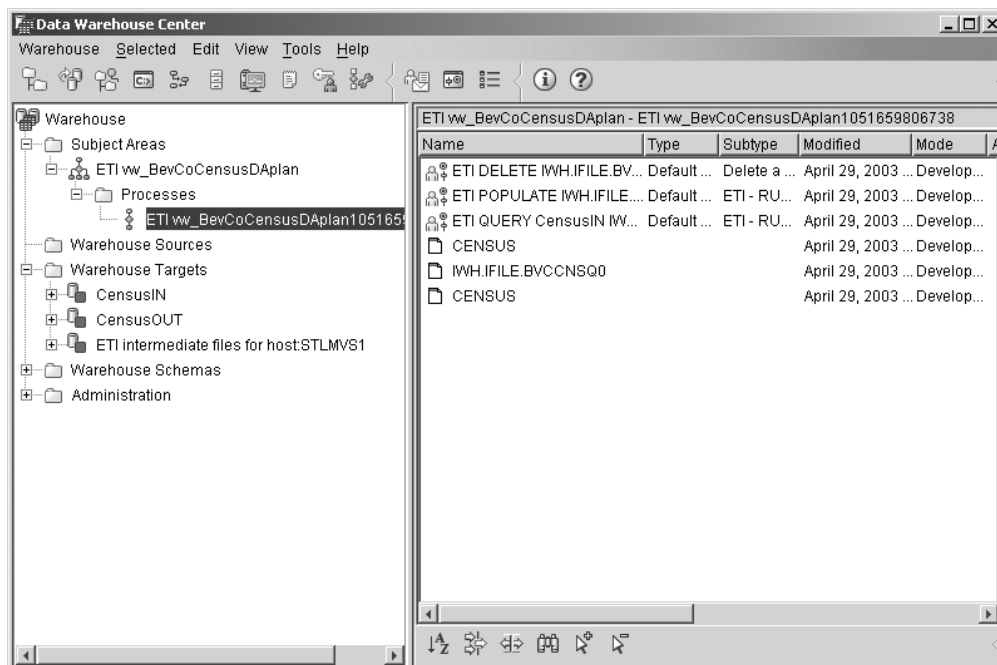 Data Warehouse Center
Warehouse Selected Edit View Tools Help
Warehouse
Subject Areas
ETI vw_BevCoCensusDAplan
Processes
ETI vw_BevCoCensusDAplan105165
Warehouse Sources
Warehouse Targets
CensusIN
CensusOUT
ETI intermediate files for host:STLMVS1
Warehouse Schemas
Administration
ETI vw_BevCoCensusDAplan - ETI vw_BevCoCensusDAplan1051659806738
Name Type Subtype Modified Mode A
ETI DELETE IWH.IFILE.BV... Default ... Delete a ... April 29, 2003 ... Develop...
ETI POPULATE IWH.IFILE.... Default ... ETI - RU... April 29, 2003 ... Develop...
ETI QUERY CensusIN IW... Default ... ETI - RU... April 29, 2003 ... Develop...
CENSUS April 29, 2003 ... Develop...
IWH.IFILE.BVCCNSQ0 April 29, 2003 ... Develop...
CENSUS April 29, 2003 ... Develop...